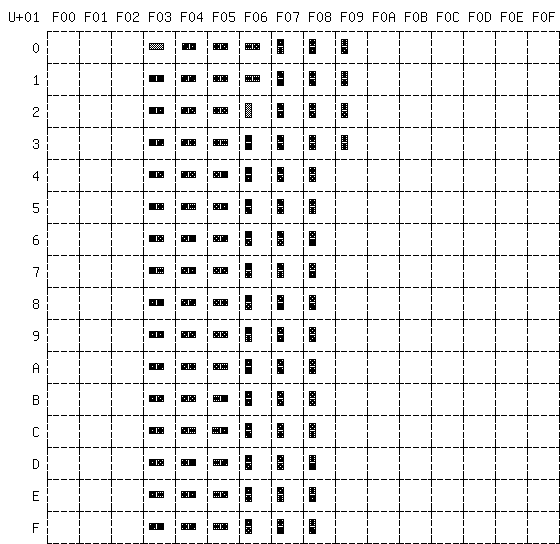 U+01 F00 F01 F02 F03 F04 F05 F06 F07 F08 F09 F0A F0B F0C F0D F0E F0F
0 🀰 🁀 🁐 🁠 🁰 🂀 🂐
1 🀱 🁁 🁑 🁡 🁱 🂁 🂑
2 🀲 🁂 🁒 🁢 🁲 🂂 🂒
3 🀳 🁃 🁓 🁣 🁳 🂃 🂓
4 🀴 🁄 🁔 🁤 🁴 🂄
5 🀵 🁅 🁕 🁥 🁵 🂅
6 🀶 🁆 🁖 🁦 🁶 🂆
7 🀷 🁇 🁗 🁧 🁷 🂇
8 🀸 🁈 🁘 🁨 🁸 🂈
9 🀹 🁉 🁙 🁩 🁹 🂉
A 🀺 🁊 🁚 🁪 🁺 🂊
B 🀻 🁋 🁛 🁫 🁻 🂋
C 🀼 🁌 🁜 🁬 🁼 🂌
D 🀽 🁍 🁝 🁭 🁽 🂍
E 🀾 🁎 🁞 🁮 🁾 🂎
F 🀿 🁏 🁟 🁯 🁿 🂏